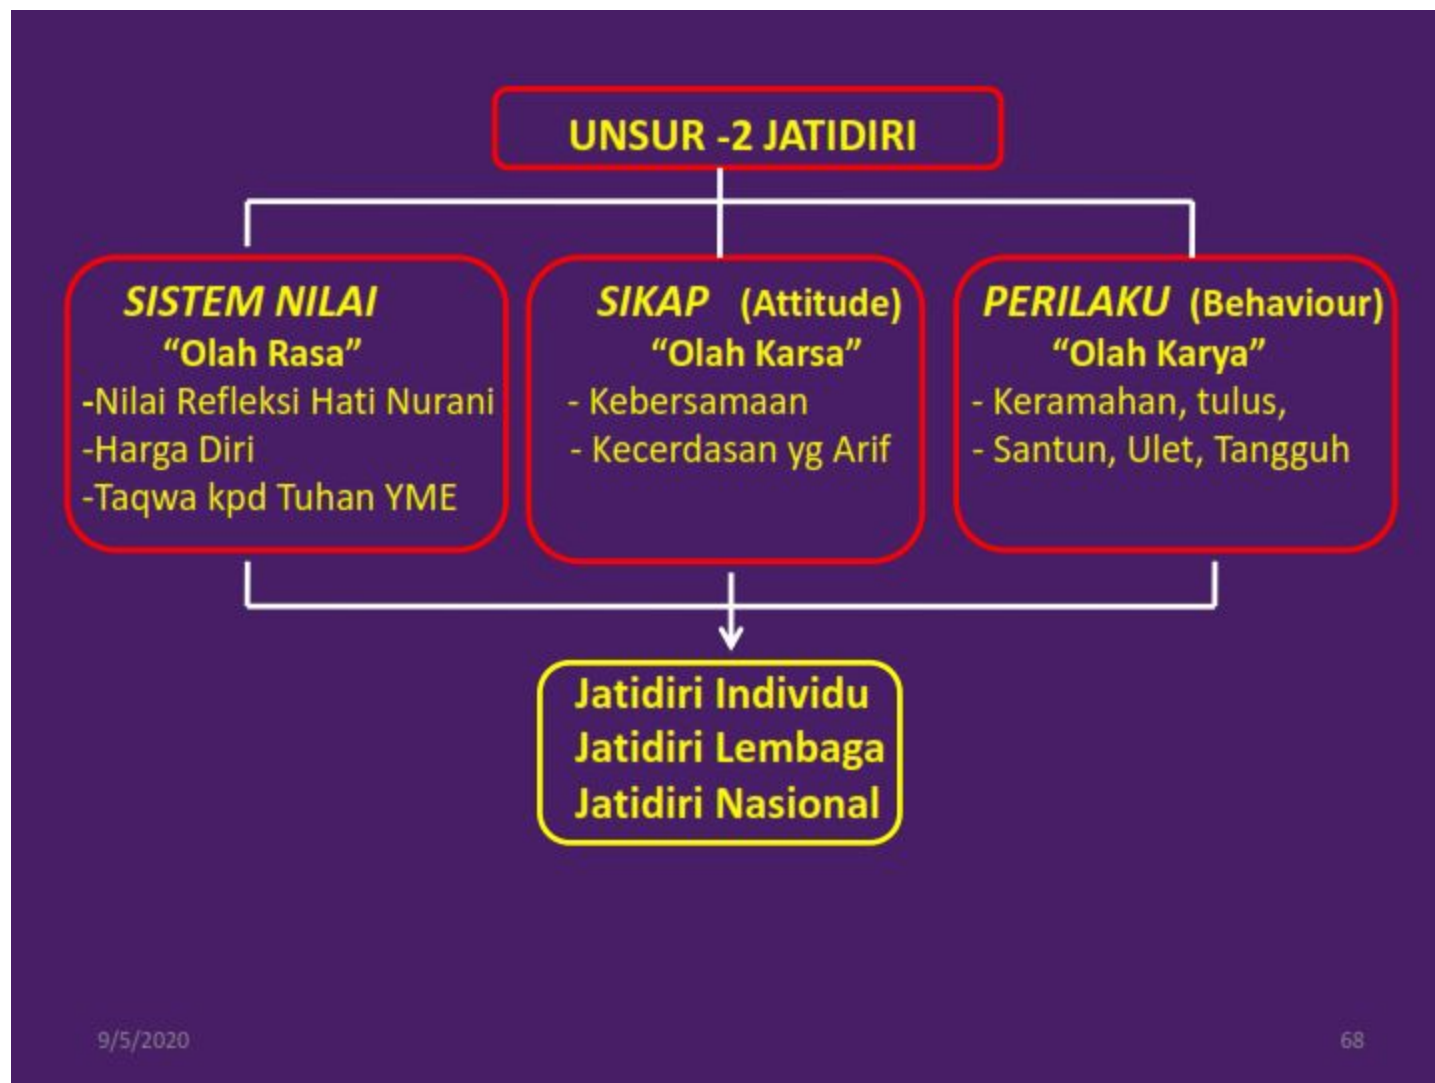 UNSUR -2 JATIDIRI
SISTEM NILAI
“Olah Rasa”
-Nilai Refleksi Hati Nurani
-Harga Diri
-Taqwa kpd Tuhan YME
SIKAP (Attitude)
“Olah Karsa”
- Kebersamaan
- Kecerdasan yg Arif
PERILAKU (Behaviour)
“Olah Karya”
- Keramahan, tulus,
- Santun, Ulet, Tangguh
Jatidiri Individu
Jatidiri Lembaga
Jatidiri Nasional
9/5/2020
68